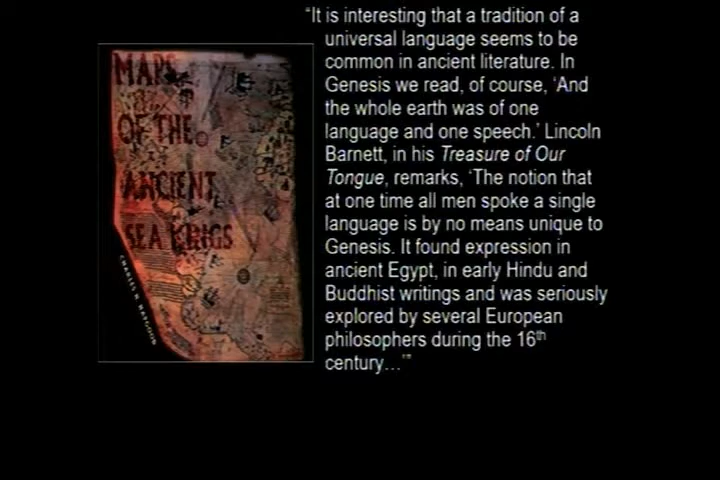 MAPS
OF THE
ANCIENT
SEA KINGS
CHARLES H. HAPGOOD
“It is interesting that a tradition of a
universal language seems to be
common in ancient literature. In
Genesis we read, of course, ‘And
the whole earth was of one
language and one speech.’ Lincoln
Barnett, in his Treasure of Our
Tongue, remarks, ‘The notion that
at one time all men spoke a single
language is by no means unique to
Genesis. It found expression in
ancient Egypt, in early Hindu and
Buddhist writings and was seriously
explored by several European
philosophers during the 16th
century…’”